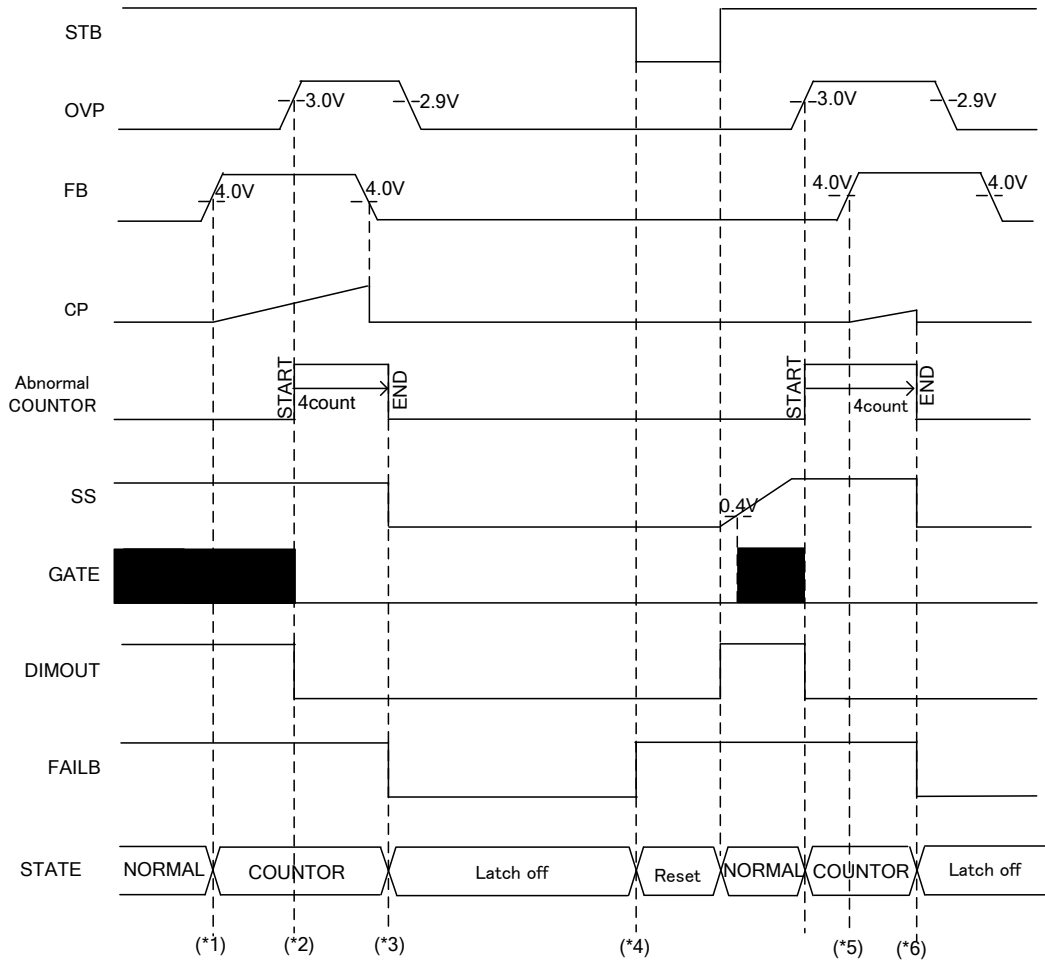 STB
OVP
3.0V
2.9V
3.0V
2.9V
FB
4.0V
4.0V
4.0V
4.0V
CP
Abnormal
COUNTOR
START
4count
END
START
4count
END
SS
0.4V
GATE
DIMOUT
FAILB
STATE
NORMAL
COUNTOR
Latch off
Reset
NORMAL
COUNTOR
Latch off
(*1)
(*2)
(*3)
(*4)
(*5)
(*6)